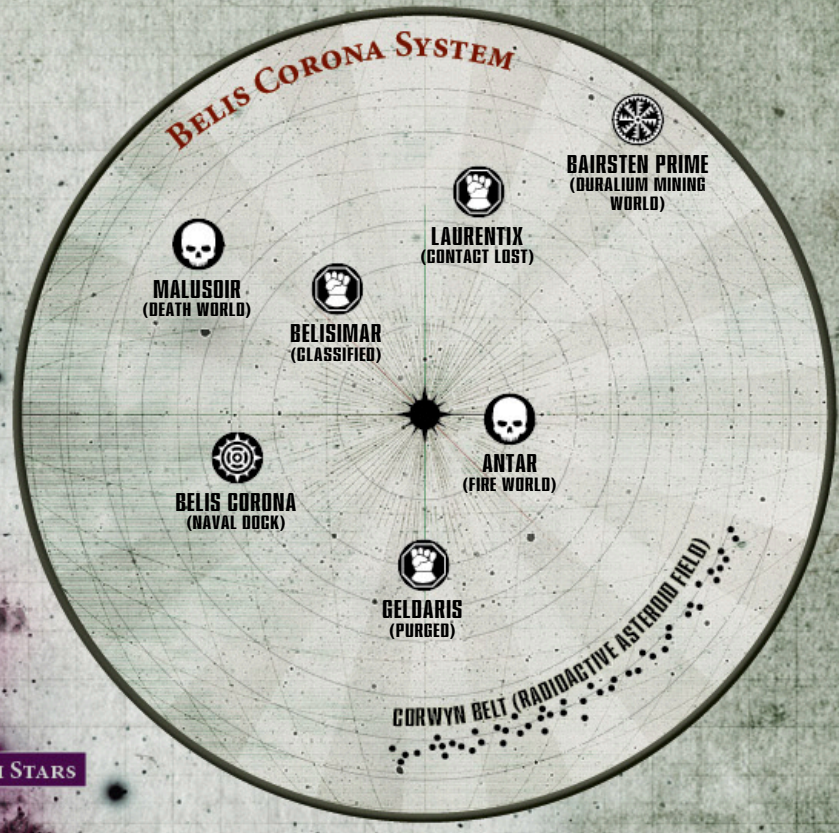 BELIS CORONA SYSTEM
BAIRSTEN PRIME
(DURALIUM MINING
WORLD)
LAURENTIX
(CONTACT LOST)
MALUSOIR
(DEATH WORLD)
BELISIMAR
(CLASSIFIED)
ANTAR
(FIRE WORLD)
BELIS CORONA
(NAVAL DOCK)
GELDARIS
(PURGED)
CORWYN BELT (RADIOACTIVE ASTEROID FIELD)
STARS